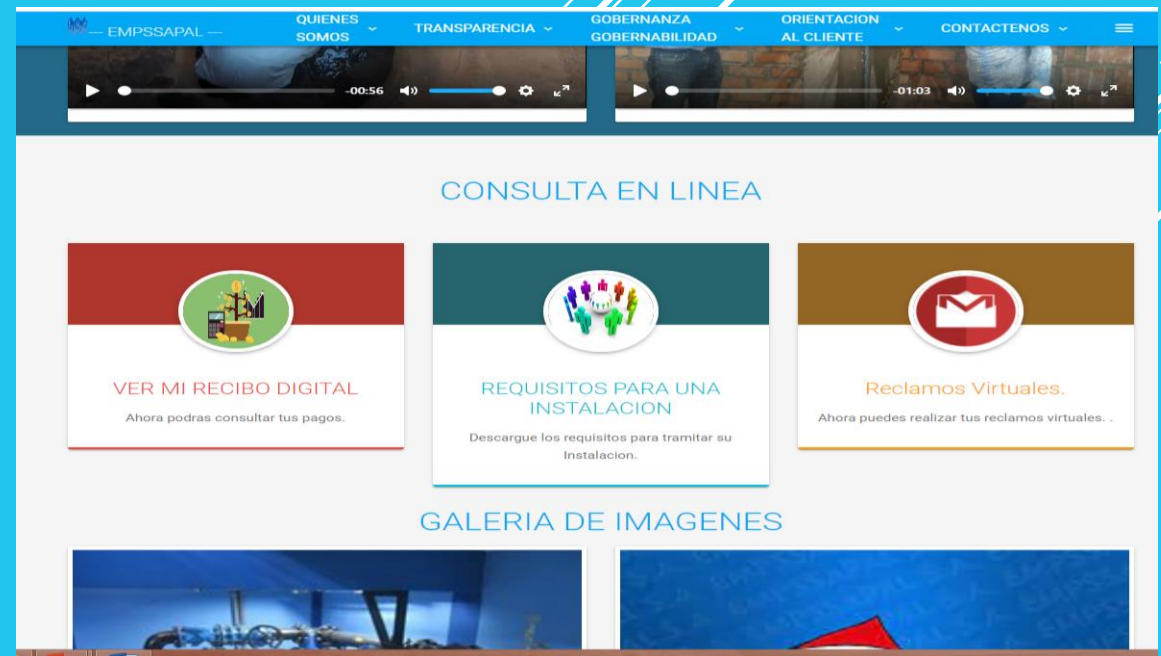 — EMPSSAPAL —
QUIENES
SOMOS
TRANSPARENCIA
GOBERNANZA
GOBERNABILIDAD
ORIENTACION
AL CLIENTE
CONTACTENOS
-00:56
-01:03
CONSULTA EN LINEA
VER MI RECIBO DIGITAL
Ahora podras consultar tus pagos.
REQUISITOS PARA UNA
INSTALACION
Descargue los requisitos para tramitar su
Instalacion.
Reclamos Virtuales.
Ahora puedes realizar tus reclamos virtuales. .
GALERIA DE IMAGENES